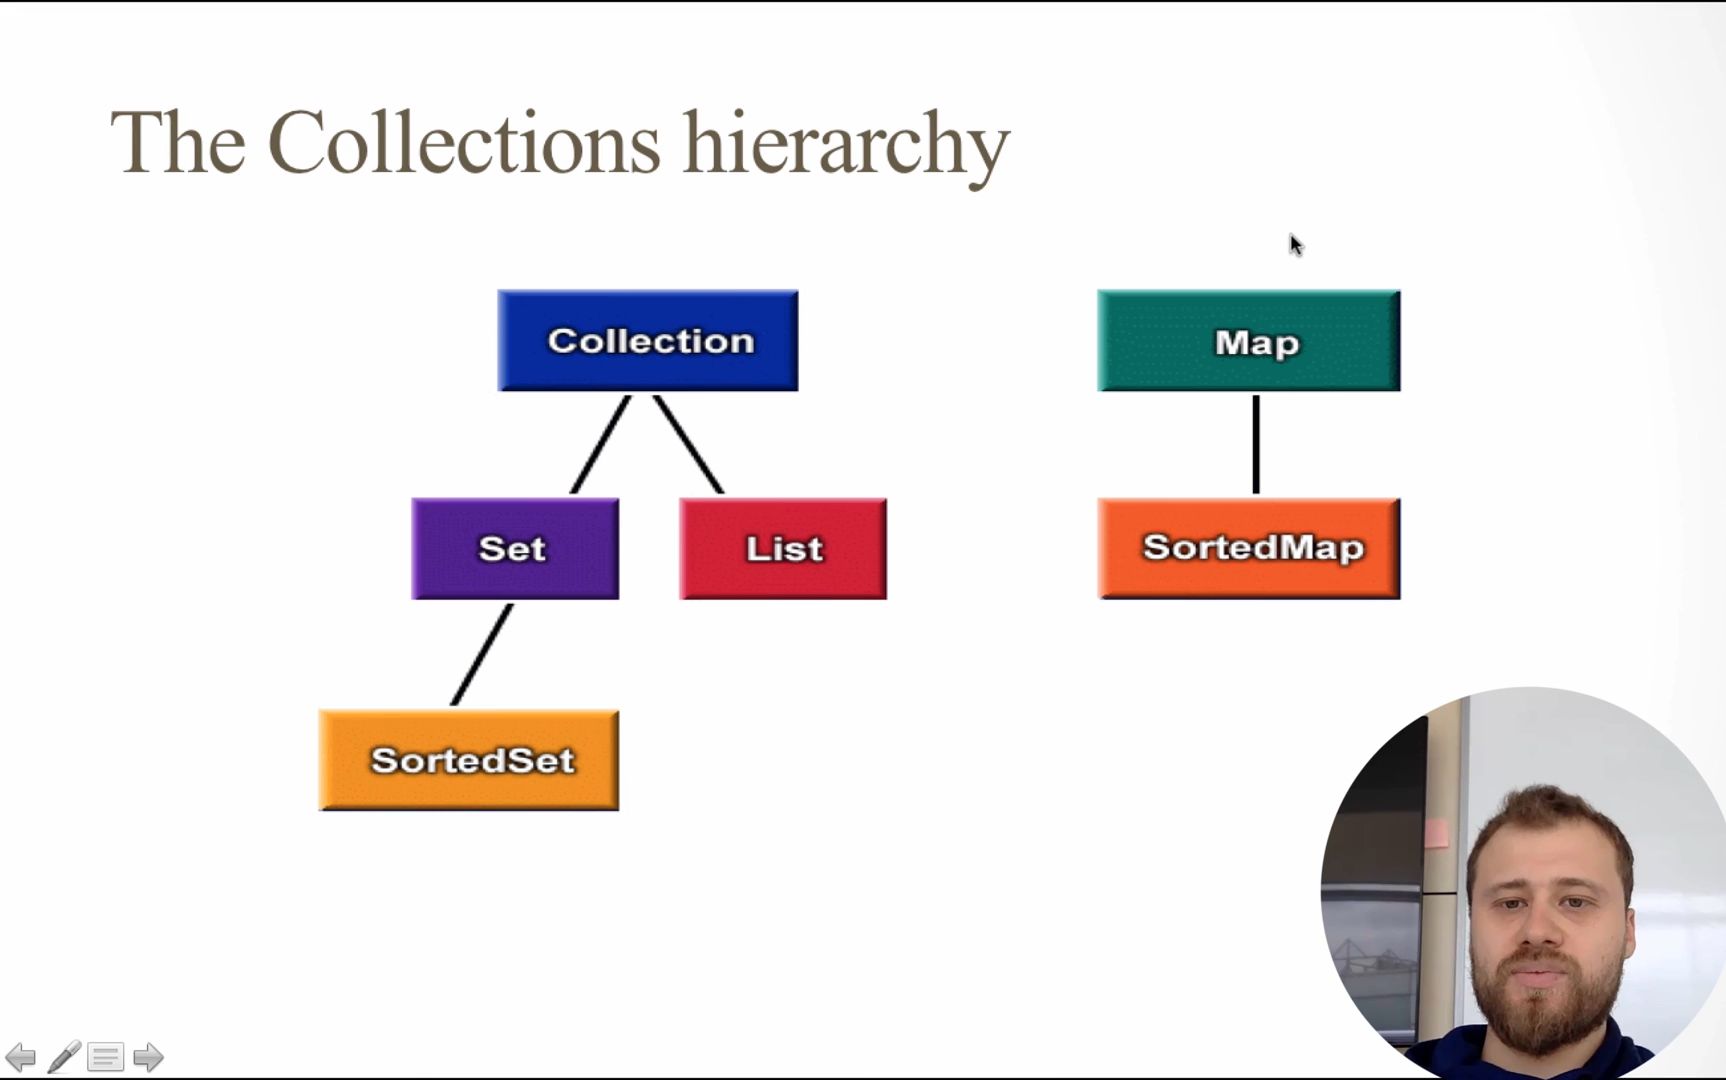 The Collections hierarchy
Collection
Map
Set
List
SortedMap
SortedSet